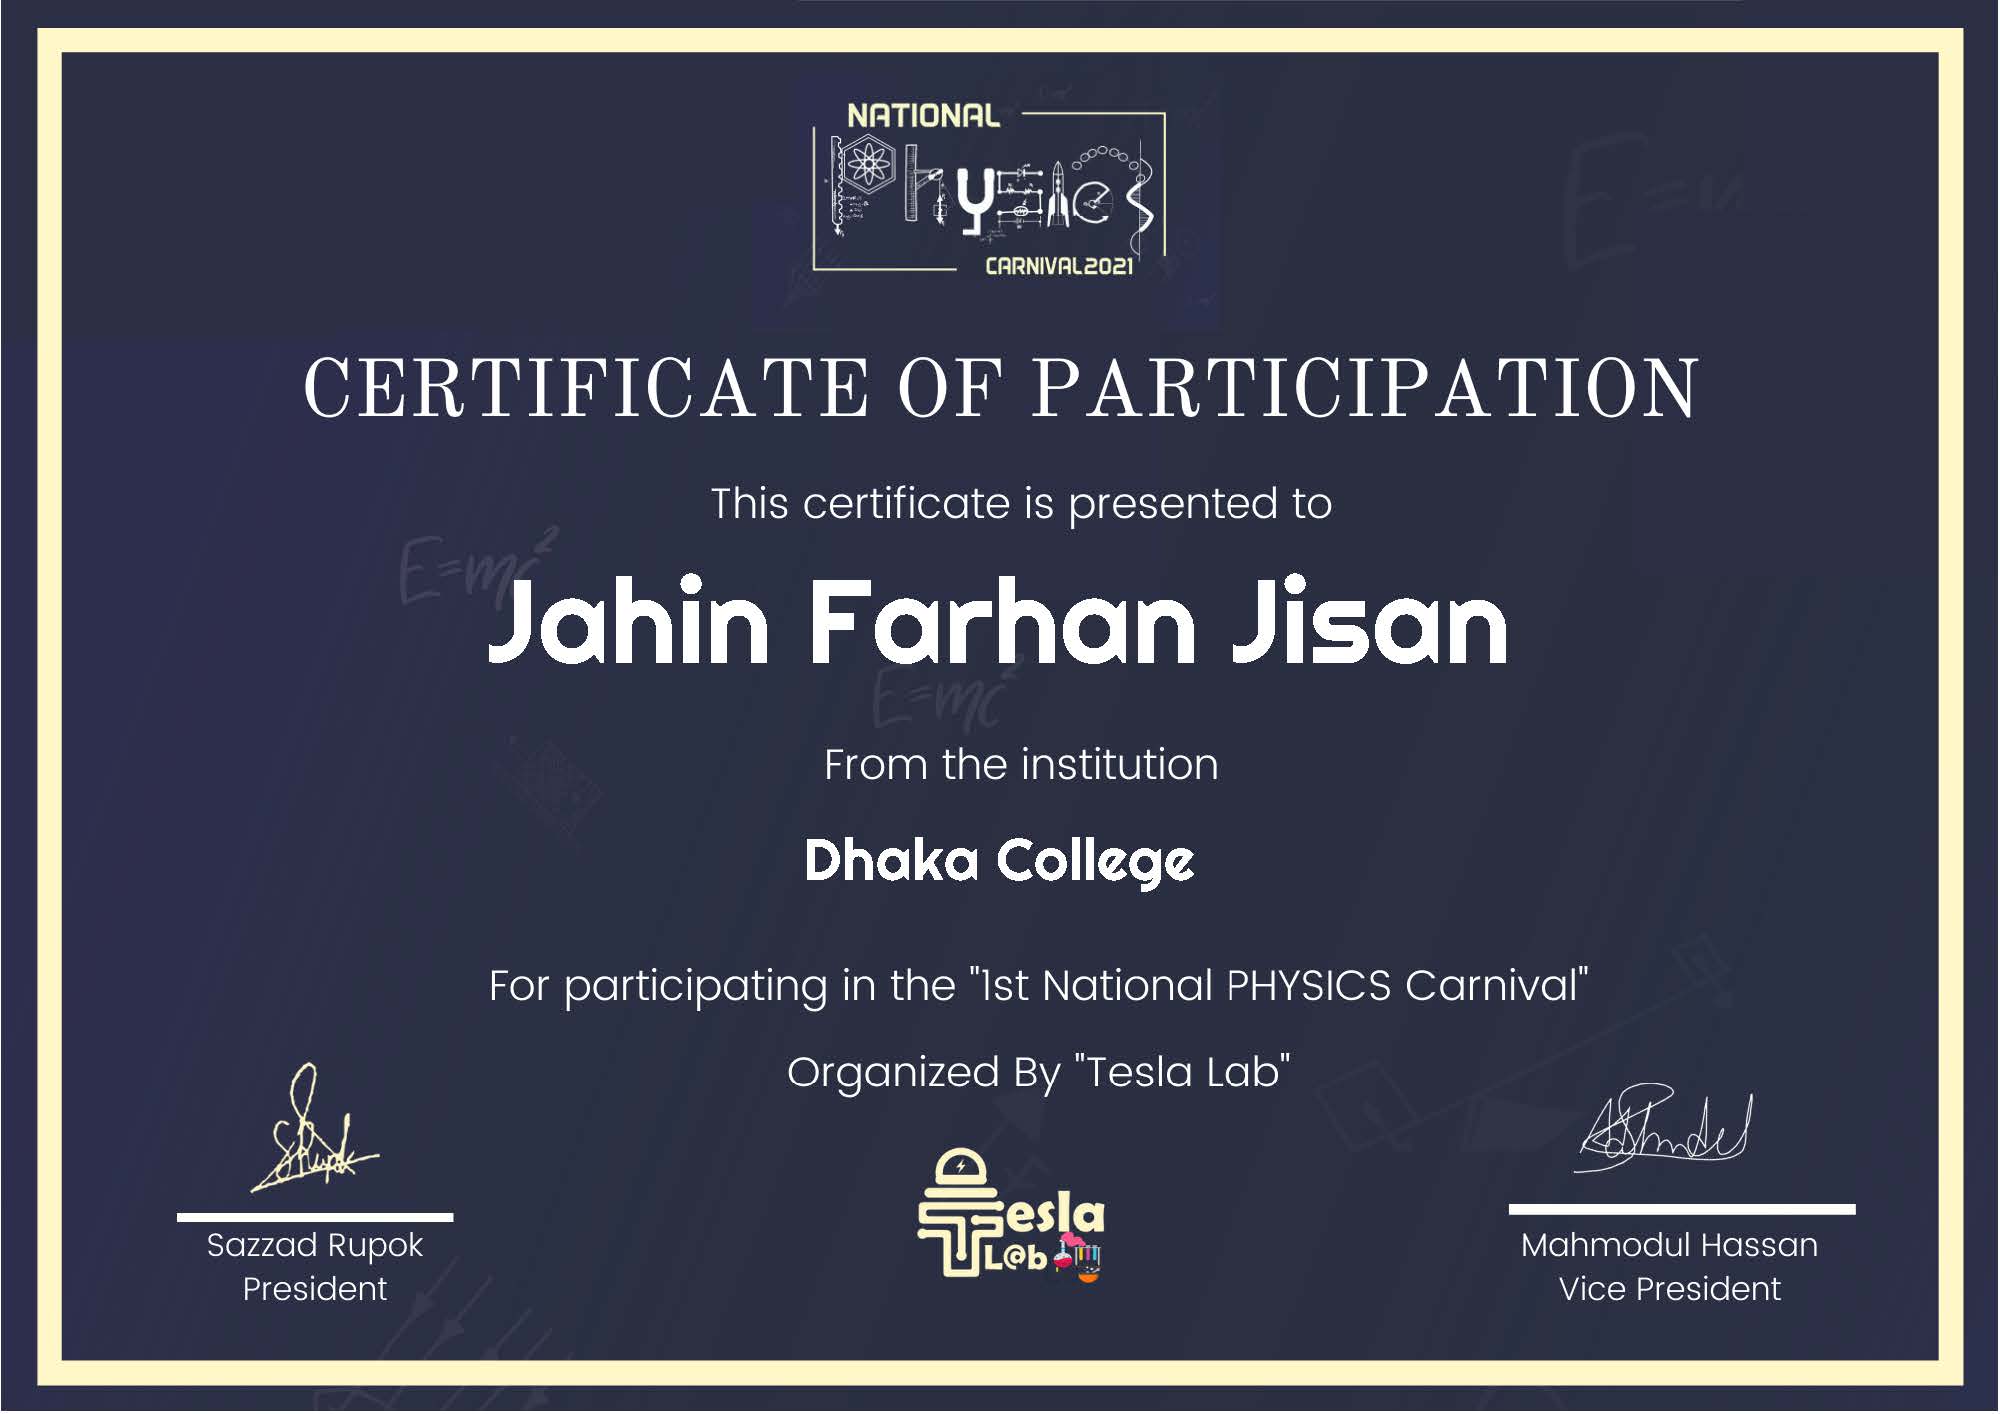 NATIONAL
Physics
CARNIVAL2021
CERTIFICATE OF PARTICIPATION
This certificate is presented to
E=mc²
Jahin Farhan Jisan
E=mc²
From the institution
Dhaka College
For participating in the "1st National PHYSICS Carnival"
Organized By "Tesla Lab"
Tesla
L@b
Sazzad Rupok
President
Mahmodul Hassan
Vice President